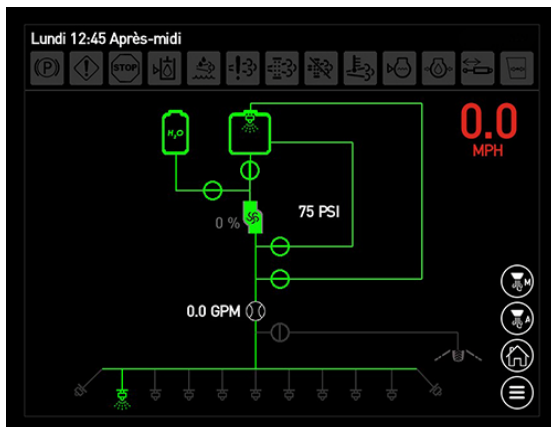 Lundi 12:45 Après-midi
(P)
!
STOP
!
H₂O
0.0
MPH
75 PSI
0 %
0.0 GPM
M
A